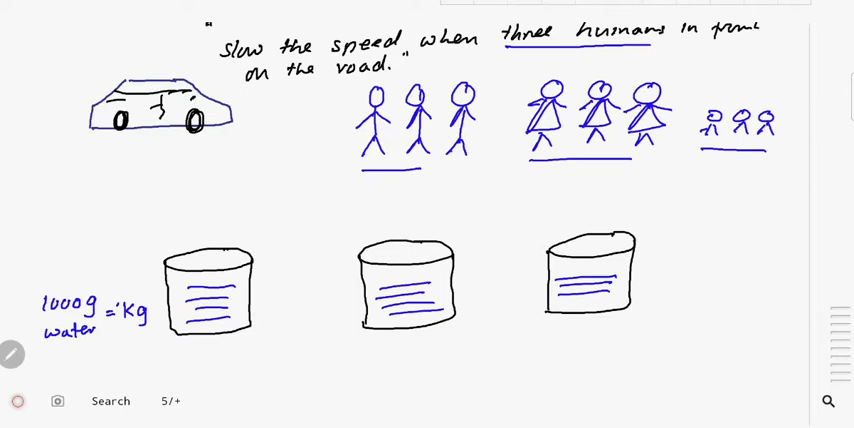 "slow the speed when three humans in front
on the road."
1000g = 1Kg
water
Search 5/+